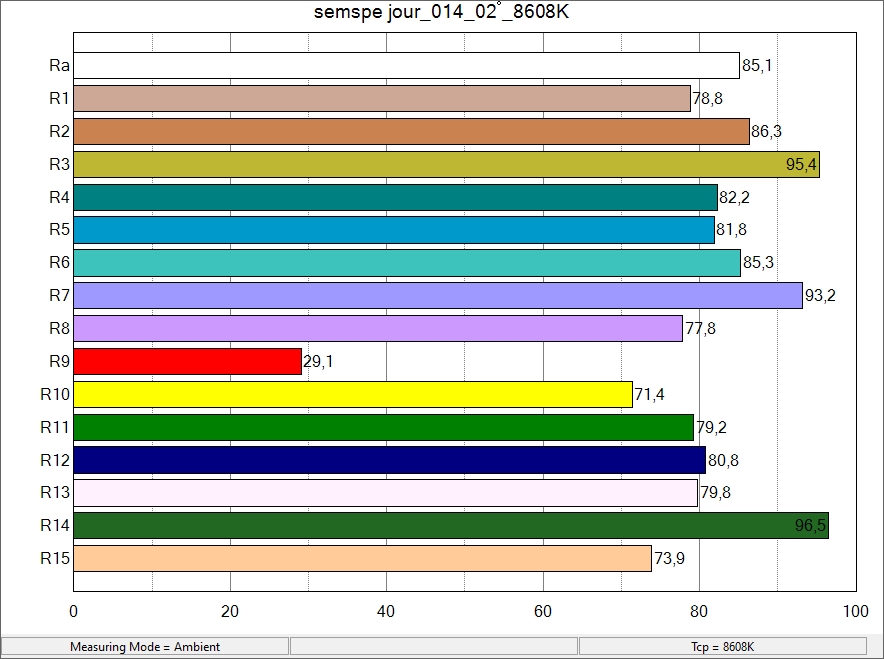 semspe jour_014_02°_8608K
Ra 85,1
R1 78,8
R2 86,3
R3 95,4
R4 82,2
R5 81,8
R6 85,3
R7 93,2
R8 77,8
R9 29,1
R10 71,4
R11 79,2
R12 80,8
R13 79,8
R14 96,5
R15 73,9
0 20 40 60 80 100
Measuring Mode = Ambient Tcp = 8608K